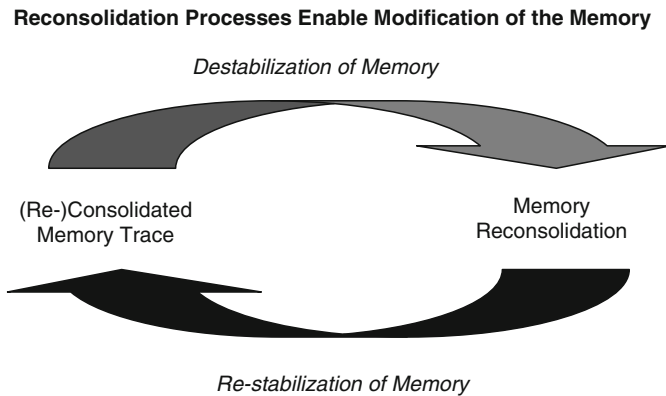 Reconsolidation Processes Enable Modification of the Memory
Destabilization of Memory
(Re-)Consolidated
Memory Trace
Memory
Reconsolidation
Re-stabilization of Memory